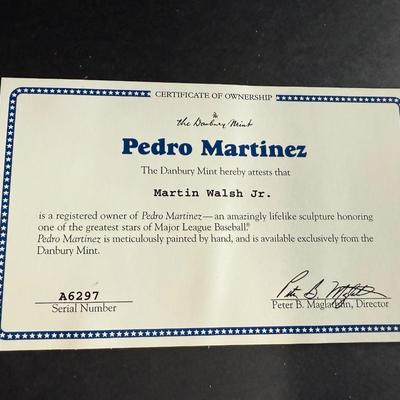 CERTIFICATE OF OWNERSHIP
the Danbury Mint
Pedro Martinez
The Danbury Mint hereby attests that
Martin Walsh Jr.
is a registered owner of Pedro Martinez—an amazingly lifelike sculpture honoring
one of the greatest stars of Major League Baseball.®
Pedro Martinez is meticulously painted by hand, and is available exclusively from the
Danbury Mint.
A6297
Serial Number
Peter B. Maglathlin, Director